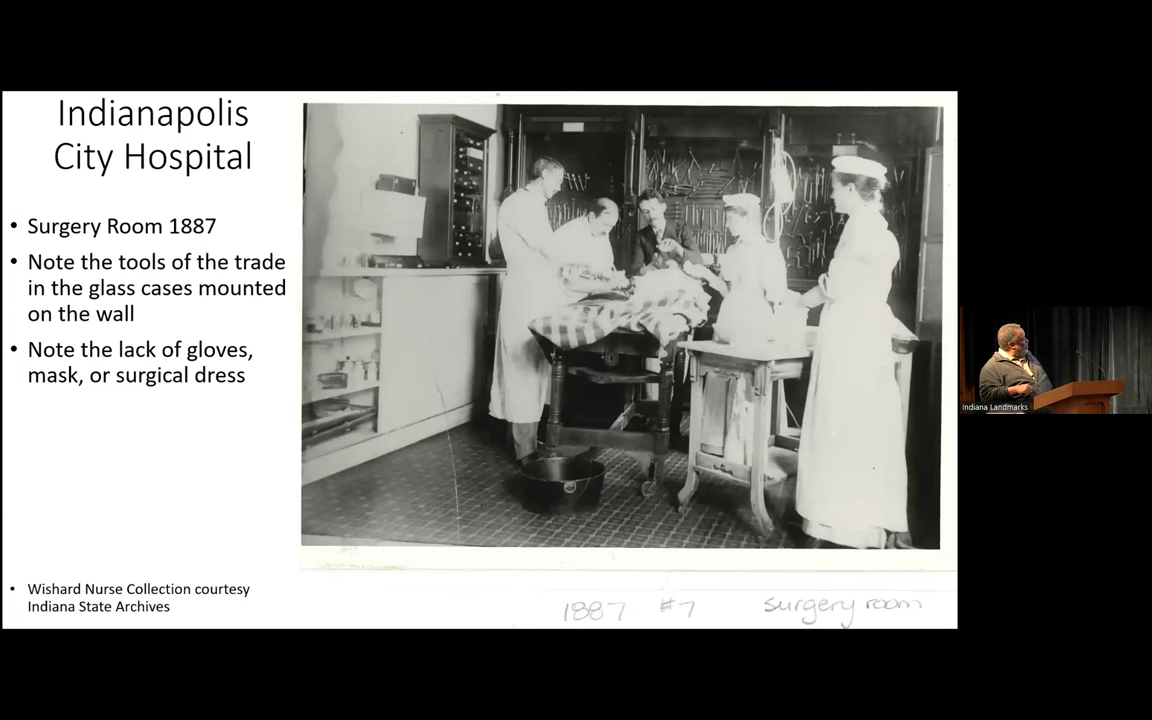 Indianapolis
City Hospital
• Surgery Room 1887
• Note the tools of the trade
in the glass cases mounted
on the wall
• Note the lack of gloves,
mask, or surgical dress
• Wishard Nurse Collection courtesy
Indiana State Archives
1887 #7 surgery room
Indiana Landmarks